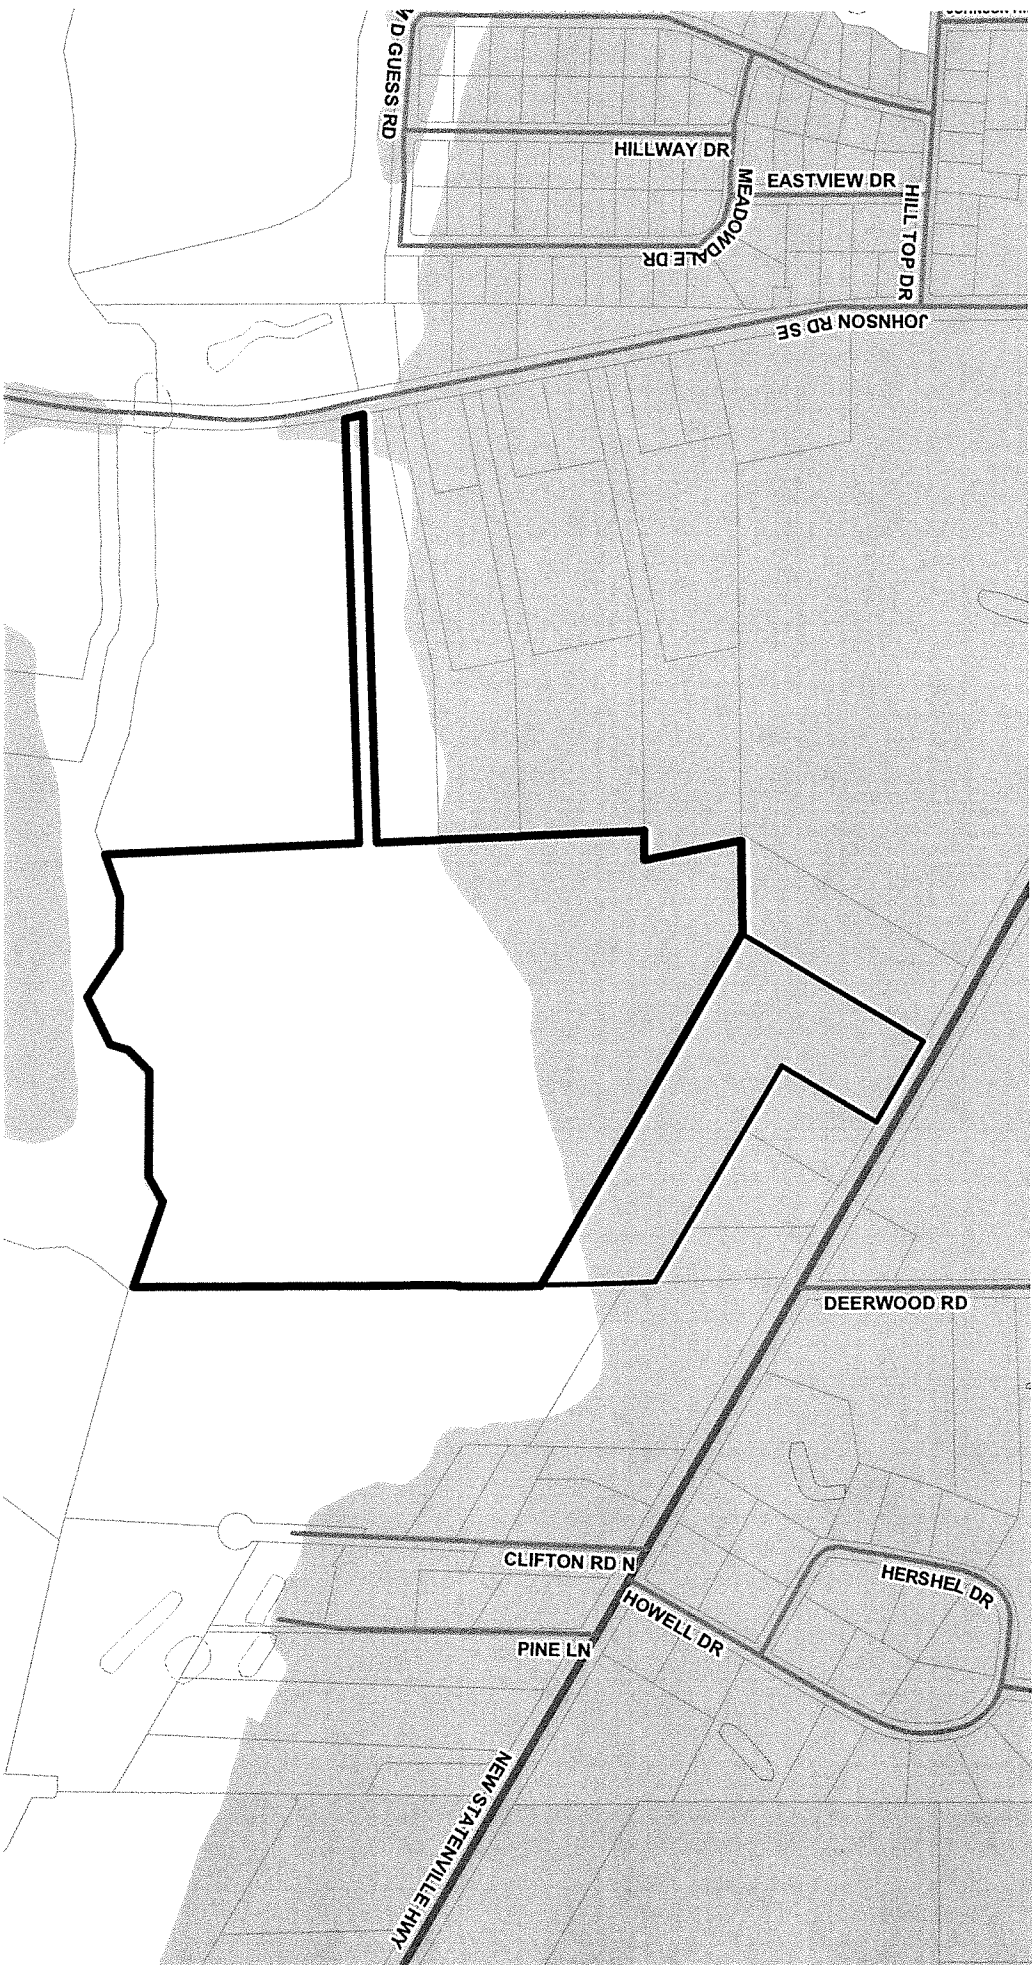 M D GUESS RD
HILLWAY DR
EASTVIEW DR
MEADOWDALE DR
HILL TOP DR
JOHNSON RD SE
DEERWOOD RD
CLIFTON RD N
HERSHEL DR
HOWELL DR
PINE LN
NEW STATENVILLE HWY